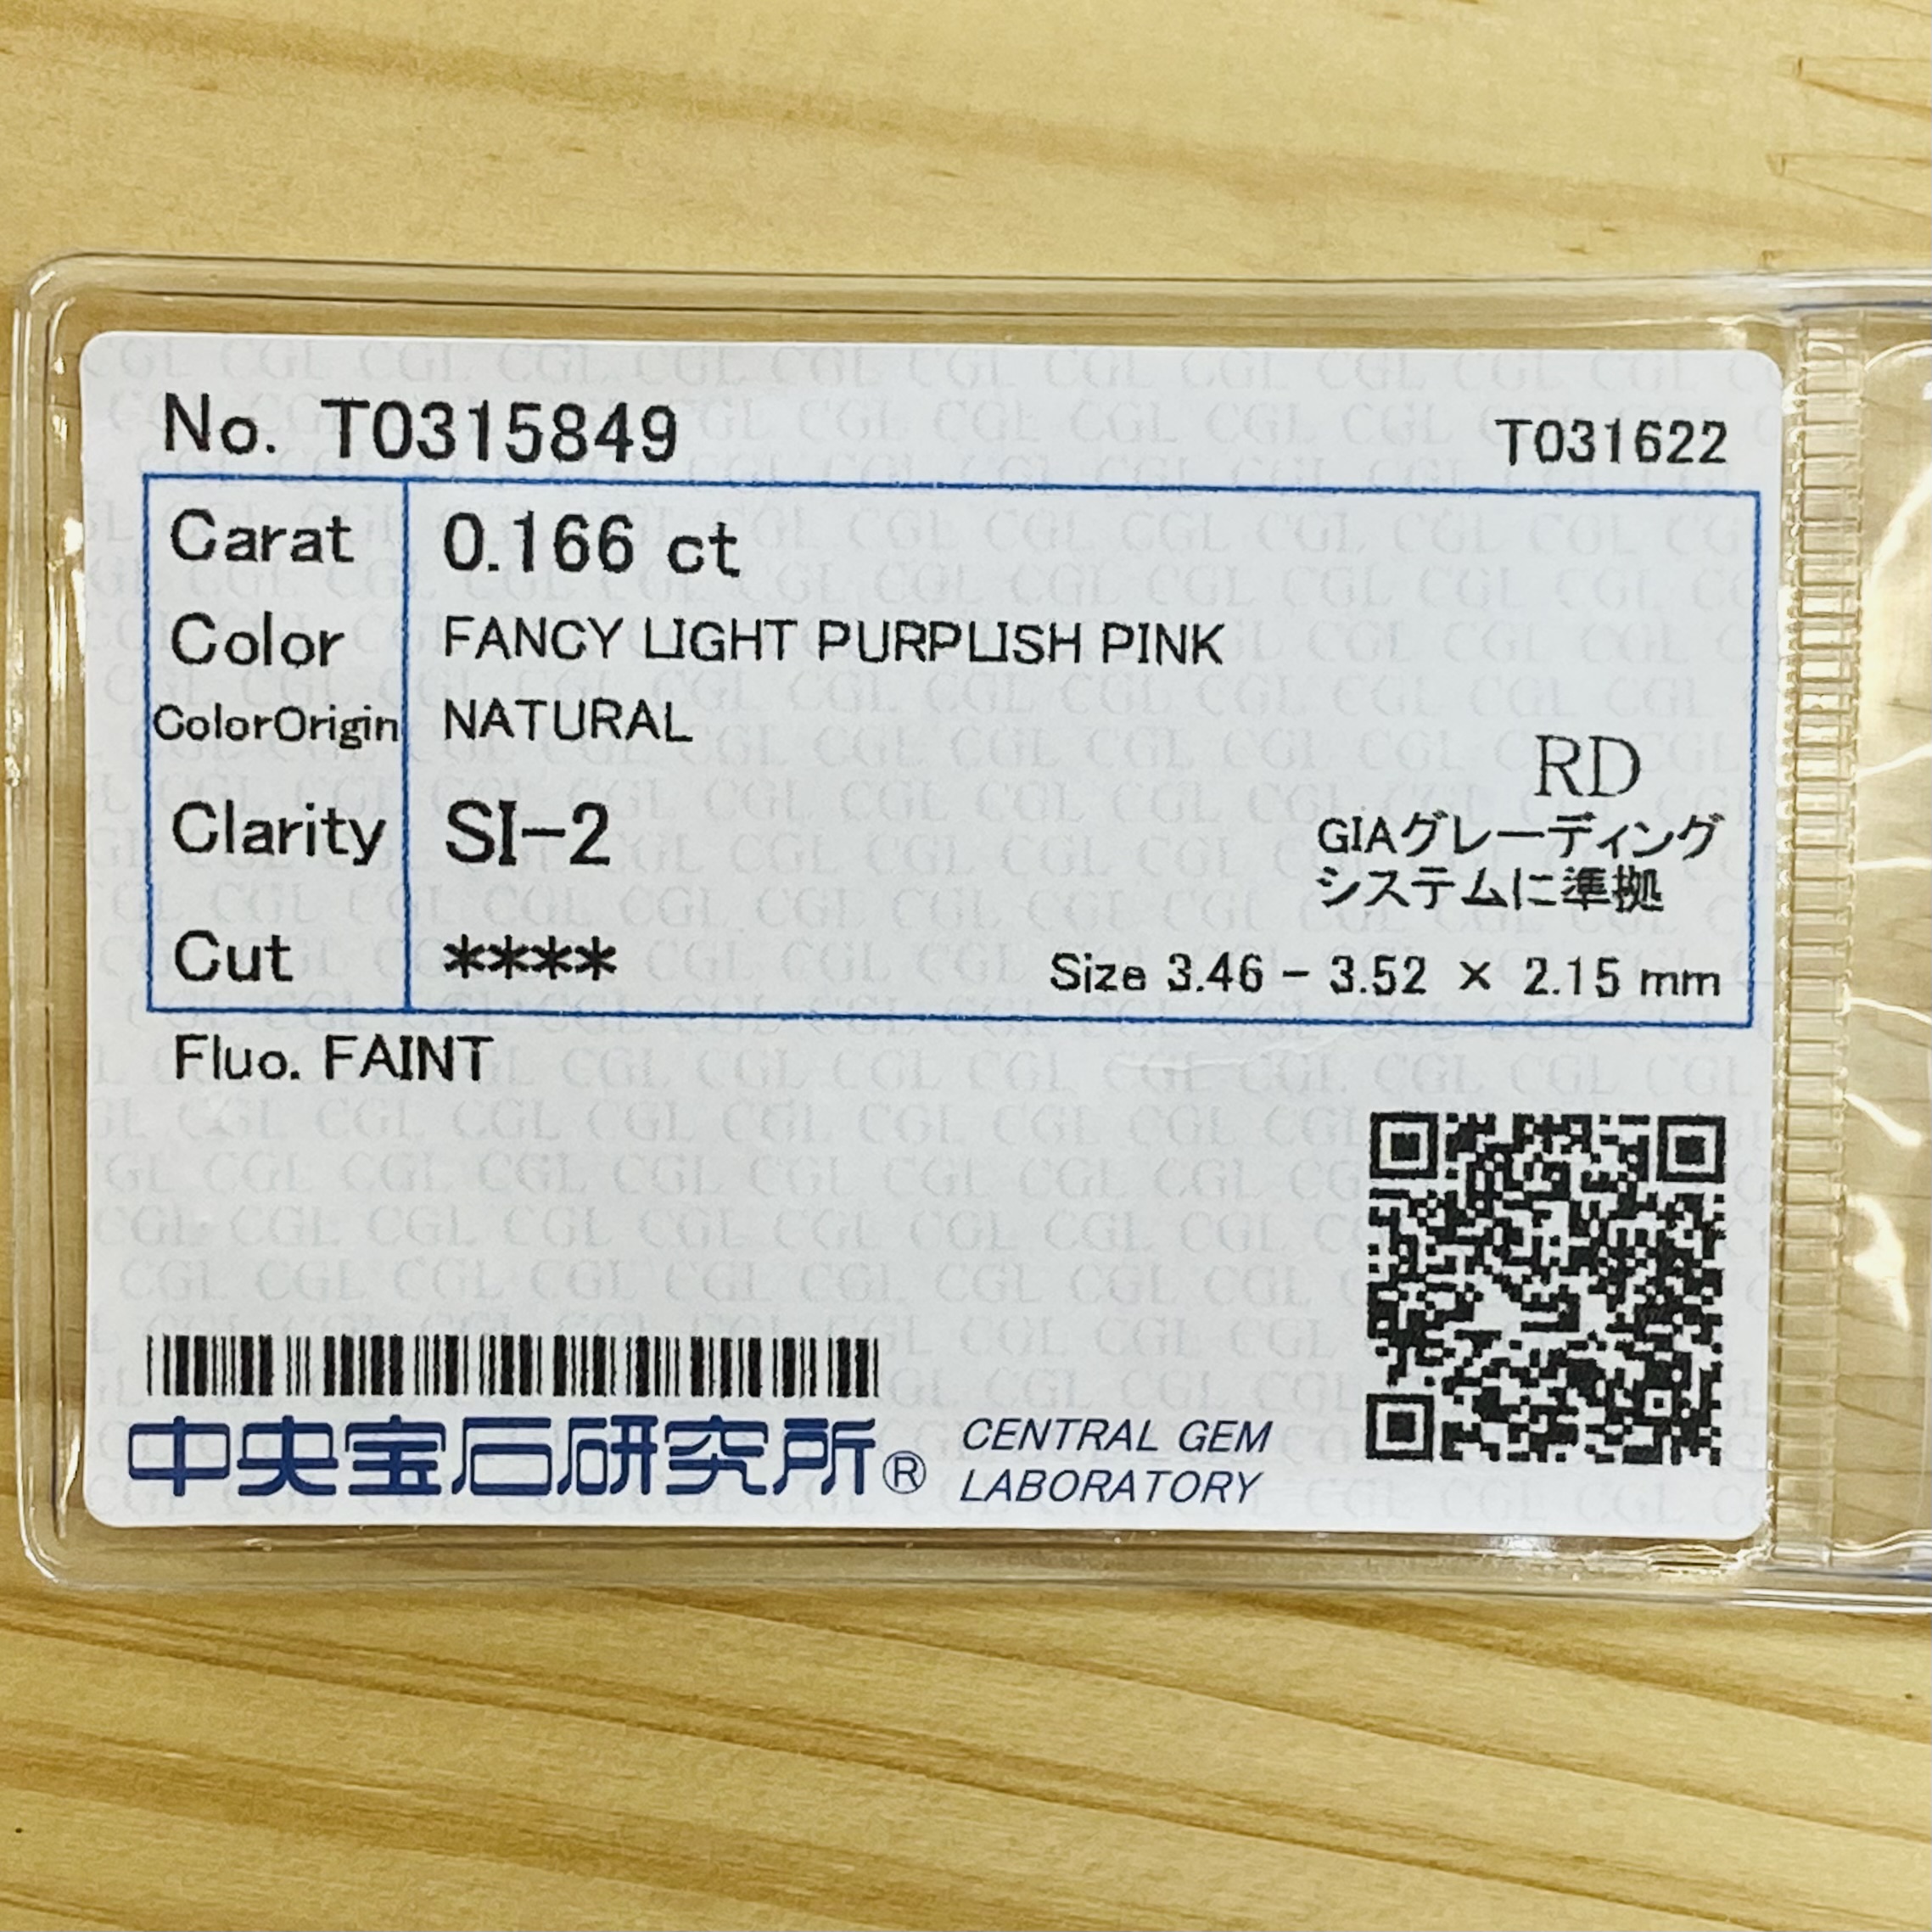 No. T0315849 T031622
Carat 0.166 ct
Color FANCY LIGHT PURPLISH PINK
ColorOrigin NATURAL
RD
Clarity SI-2
GIAグレーディング
システムに準拠
Cut ****
Size 3.46 - 3.52 × 2.15 mm
Fluo. FAINT
中央宝石研究所® CENTRAL GEM
LABORATORY